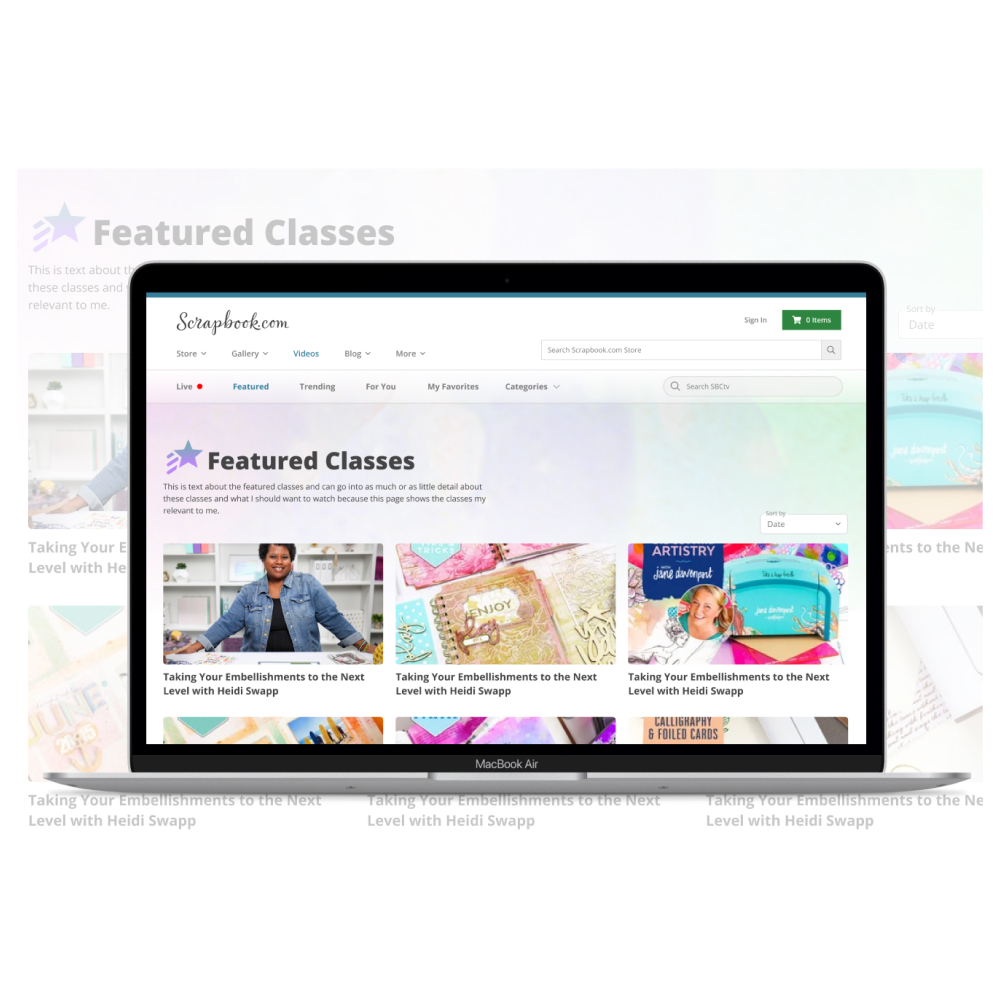 Featured Classes
This is text about th
these classes and
relevant to me.
Sort by
Date
Scrapbook.com
Sign In
0 Items
Store
Gallery
Videos
Blog
More
Search Scrapbook.com Store
Live
Featured
Trending
For You
My Favorites
Categories
Search SBCtv
Featured Classes
This is text about the featured classes and can go into as much or as little detail about
these classes and what I should want to watch because this page shows the classes my
relevant to me.
Sort by
Date
TRICKS
ENJOY
ARTISTRY
WITH
jane davenport
jane davenport
Taking Your Embellishments to the Next
Level with Heidi Swapp
Taking Your Embellishments to the Next
Level with Heidi Swapp
Taking Your Embellishments to the Next
Level with Heidi Swapp
CALLIGRAPHY
& FOILED CARDS
MacBook Air
Taking Your E
Level with He
jane davenport
nts to the Ne
JUNE
Taking Your Embellishments to the Next
Level with Heidi Swapp
Taking Your Embellishments to the Next
Level with Heidi Swapp
Taking Your Embellishments to the Ne
Level with Heidi Swapp